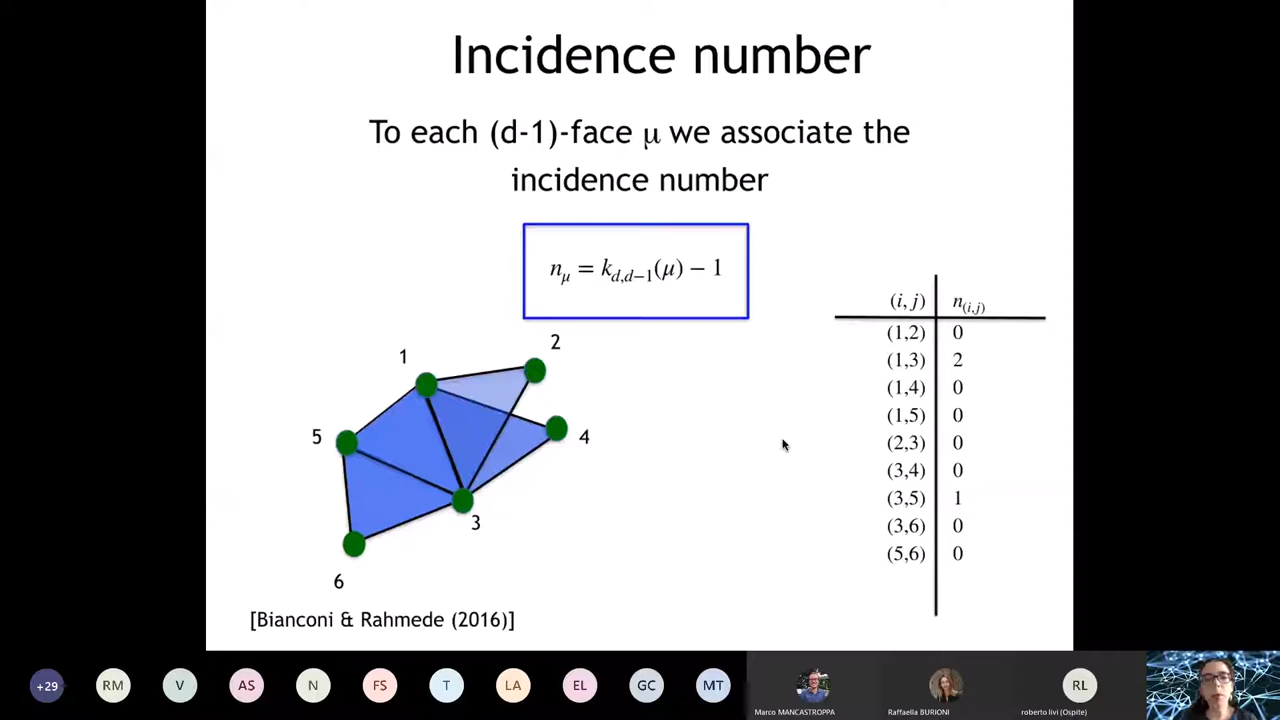 Incidence number
To each (d-1)-face μ we associate the
incidence number
nμ = kd,d−1(μ) − 1
(i, j) n(i,j)
(1,2) 0
(1,3) 2
(1,4) 0
(1,5) 0
(2,3) 0
(3,4) 0
(3,5) 1
(3,6) 0
(5,6) 0
1
2
5
4
3
6
[Bianconi & Rahmede (2016)]
+29
RM
V
AS
N
FS
T
LA
EL
GC
MT
RL
Marco MANCASTROPPA
Raffaella BURIONI
roberto livi (Ospite)